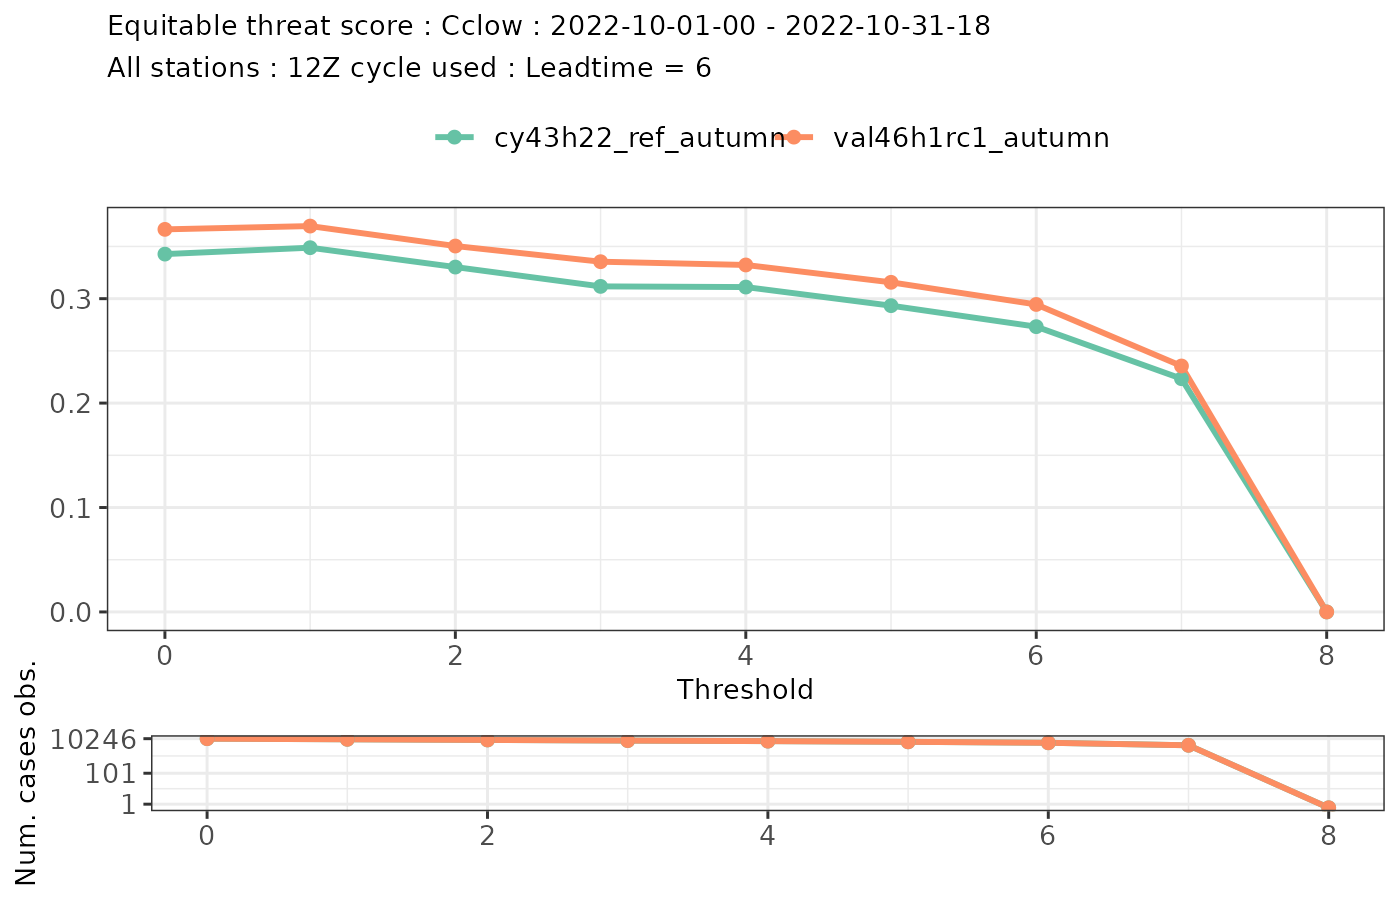 Equitable threat score : Cclow : 2022-10-01-00 - 2022-10-31-18
All stations : 12Z cycle used : Leadtime = 6
cy43h22_ref_autumn val46h1rc1_autumn
0.3
0.2
0.1
0.0
0 2 4 6 8
Threshold
Num. cases obs.
10246
101
1
0 2 4 6 8